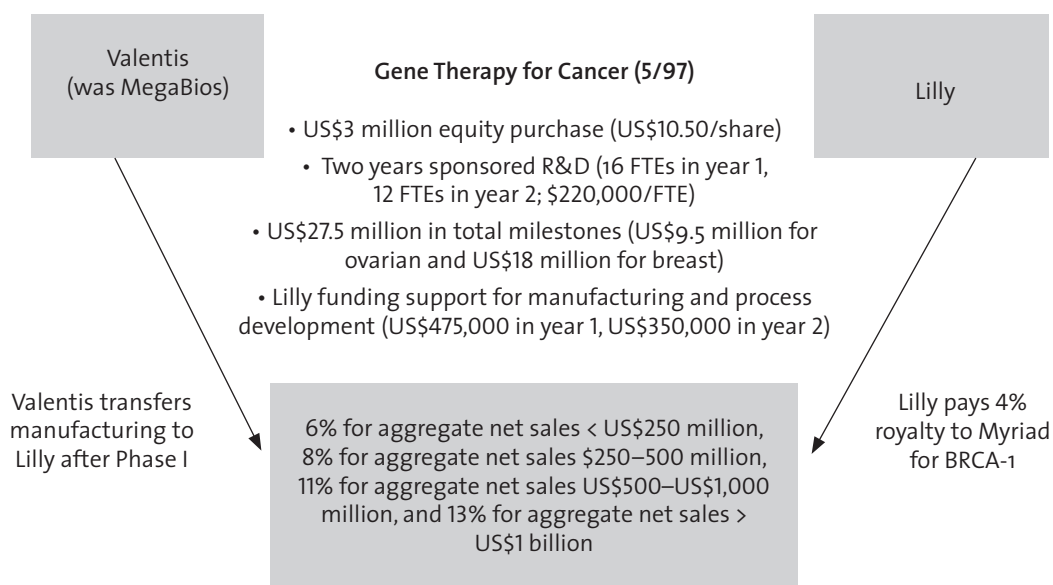 Valentis
(was MegaBios)
Gene Therapy for Cancer (5/97)
Lilly
• US$3 million equity purchase (US$10.50/share)
• Two years sponsored R&D (16 FTEs in year 1,
12 FTEs in year 2; $220,000/FTE)
• US$27.5 million in total milestones (US$9.5 million for
ovarian and US$18 million for breast)
• Lilly funding support for manufacturing and process
development (US$475,000 in year 1, US$350,000 in year 2)
Valentis transfers
manufacturing to
Lilly after Phase I
6% for aggregate net sales < US$250 million,
8% for aggregate net sales $250–500 million,
11% for aggregate net sales US$500–US$1,000
million, and 13% for aggregate net sales >
US$1 billion
Lilly pays 4%
royalty to Myriad
for BRCA-1